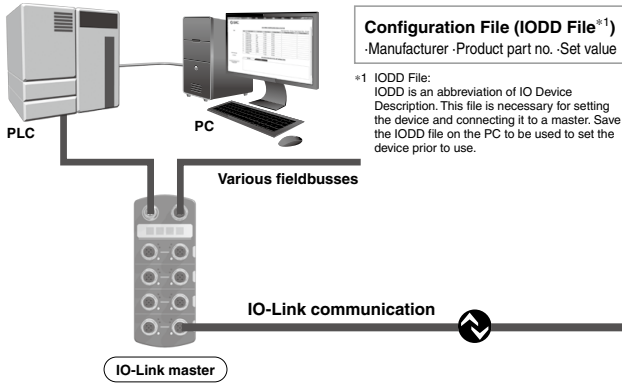 Configuration File (IODD File*1)
·Manufacturer ·Product part no. ·Set value
*1 IODD File:
IODD is an abbreviation of IO Device
Description. This file is necessary for setting
the device and connecting it to a master. Save
the IODD file on the PC to be used to set the
device prior to use.
PLC
PC
Various fieldbusses
IO-Link communication
IO-Link master